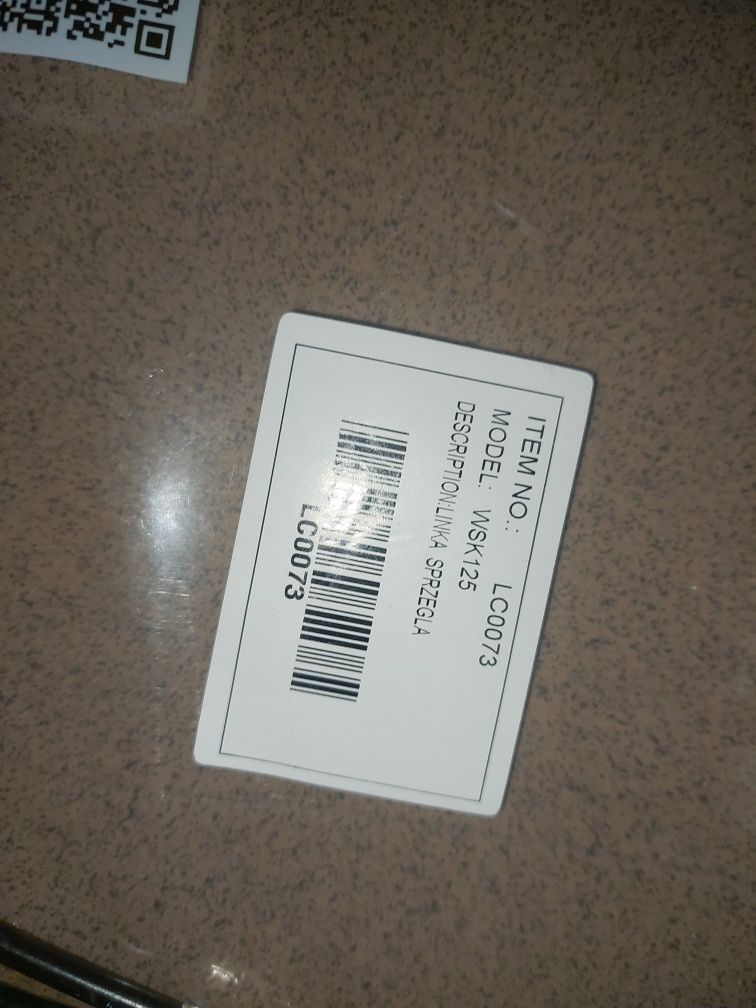 ITEM NO.: LC0073
MODEL: WSK125
DESCRIPTION:LINKA SPRZEGLA
LC0073